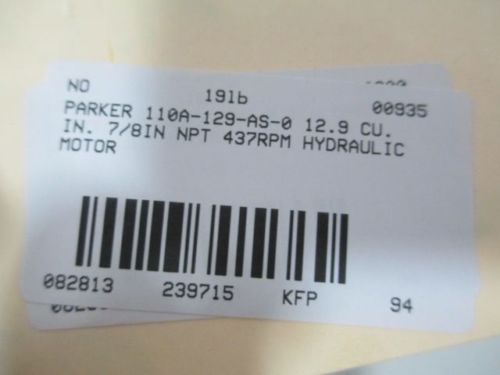 NO 19lb 00935
PARKER 110A-129-AS-0 12.9 CU.
IN. 7/8IN NPT 437RPM HYDRAULIC
MOTOR
082813 239715 KFP 94